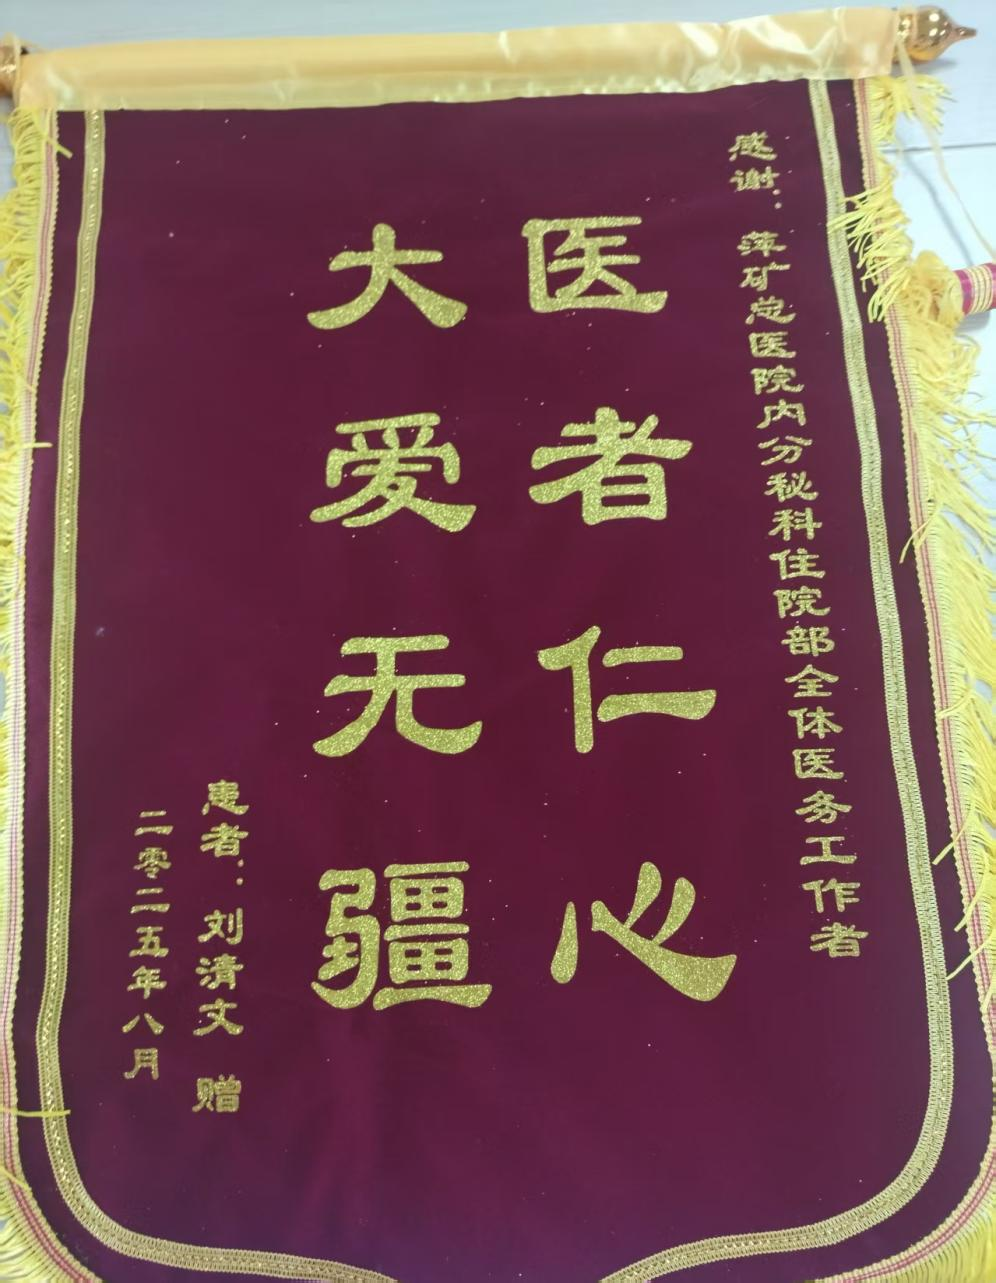 感谢：萍矿总医院内分秘科住院部全体医务工作者
医者仁心
大爱无疆
患者：刘清文 赠
二零二五年八月